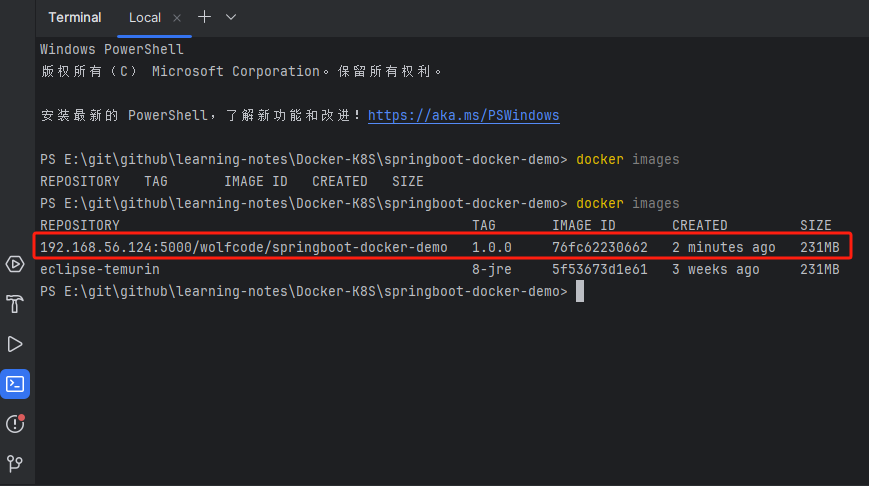 Terminal Local
Windows PowerShell
版权所有（C） Microsoft Corporation。保留所有权利。
安装最新的 PowerShell，了解新功能和改进！https://aka.ms/PSWindows
PS E:\git\github\learning-notes\Docker-K8S\springboot-docker-demo> docker images
REPOSITORY TAG IMAGE ID CREATED SIZE
PS E:\git\github\learning-notes\Docker-K8S\springboot-docker-demo> docker images
REPOSITORY TAG IMAGE ID CREATED SIZE
192.168.56.124:5000/wolfcode/springboot-docker-demo 1.0.0 76fc62230662 2 minutes ago 231MB
eclipse-temurin 8-jre 5f53673d1e61 3 weeks ago 231MB
PS E:\git\github\learning-notes\Docker-K8S\springboot-docker-demo>